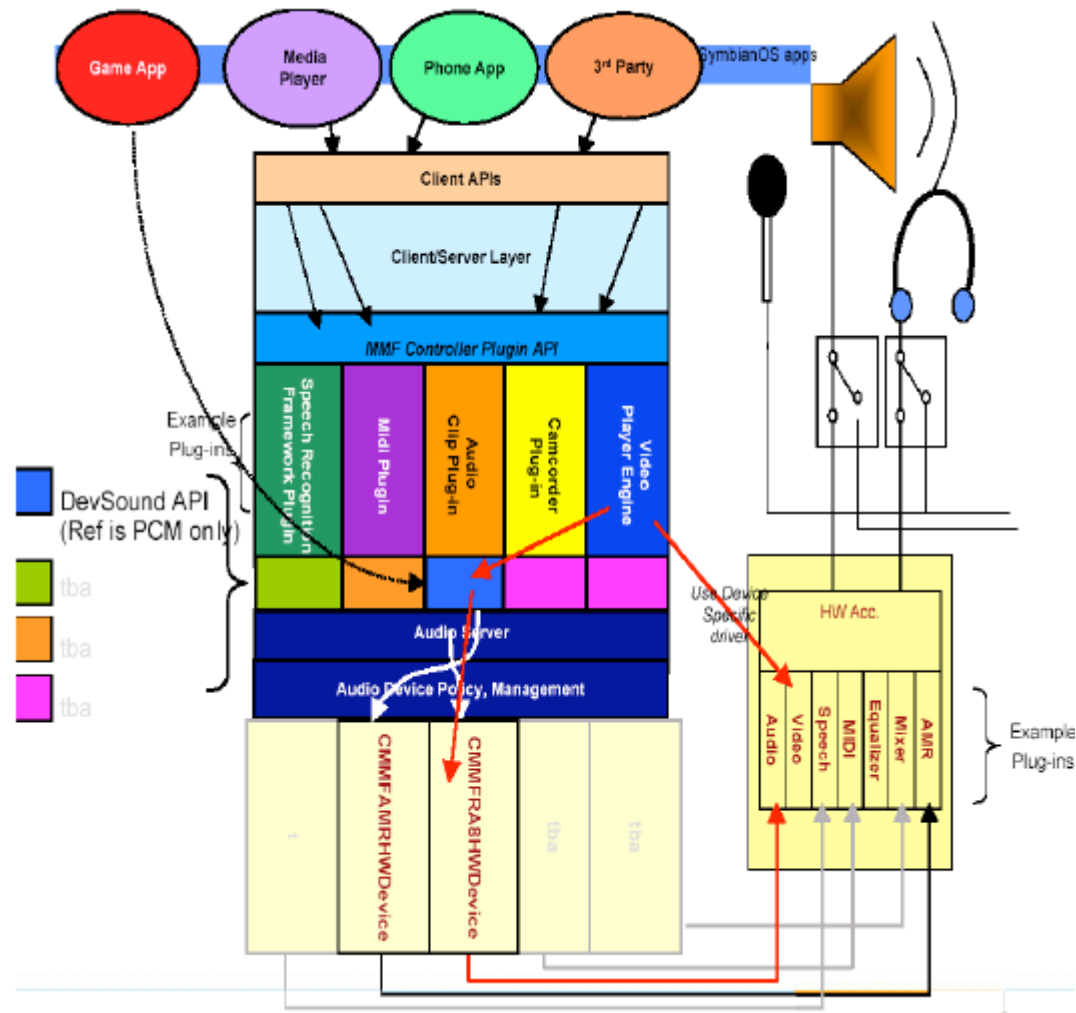 Game App
Media
Player
Phone App
3rd Party
SymbianOS apps
Client APIs
Client/Server Layer
MMF Controller Plugin API
Speech Recognition
Framework Plugin
Midi Plugin
Audio
Clip Plug-in
Camcorder
Plug-in
Video
Player Engine
Example
Plug-ins
DevSound API
(Ref is PCM only)
tba
tba
tba
Audio Server
Audio Device Policy, Management
t
CMMFAMRHWDevice
CMMFRA8HWDevice
tba
tba
Use Device
Specific
driver
HW Acc.
Audio
Video
Speech
MIDI
Equalizer
Mixer
AMR
Example
Plug-ins